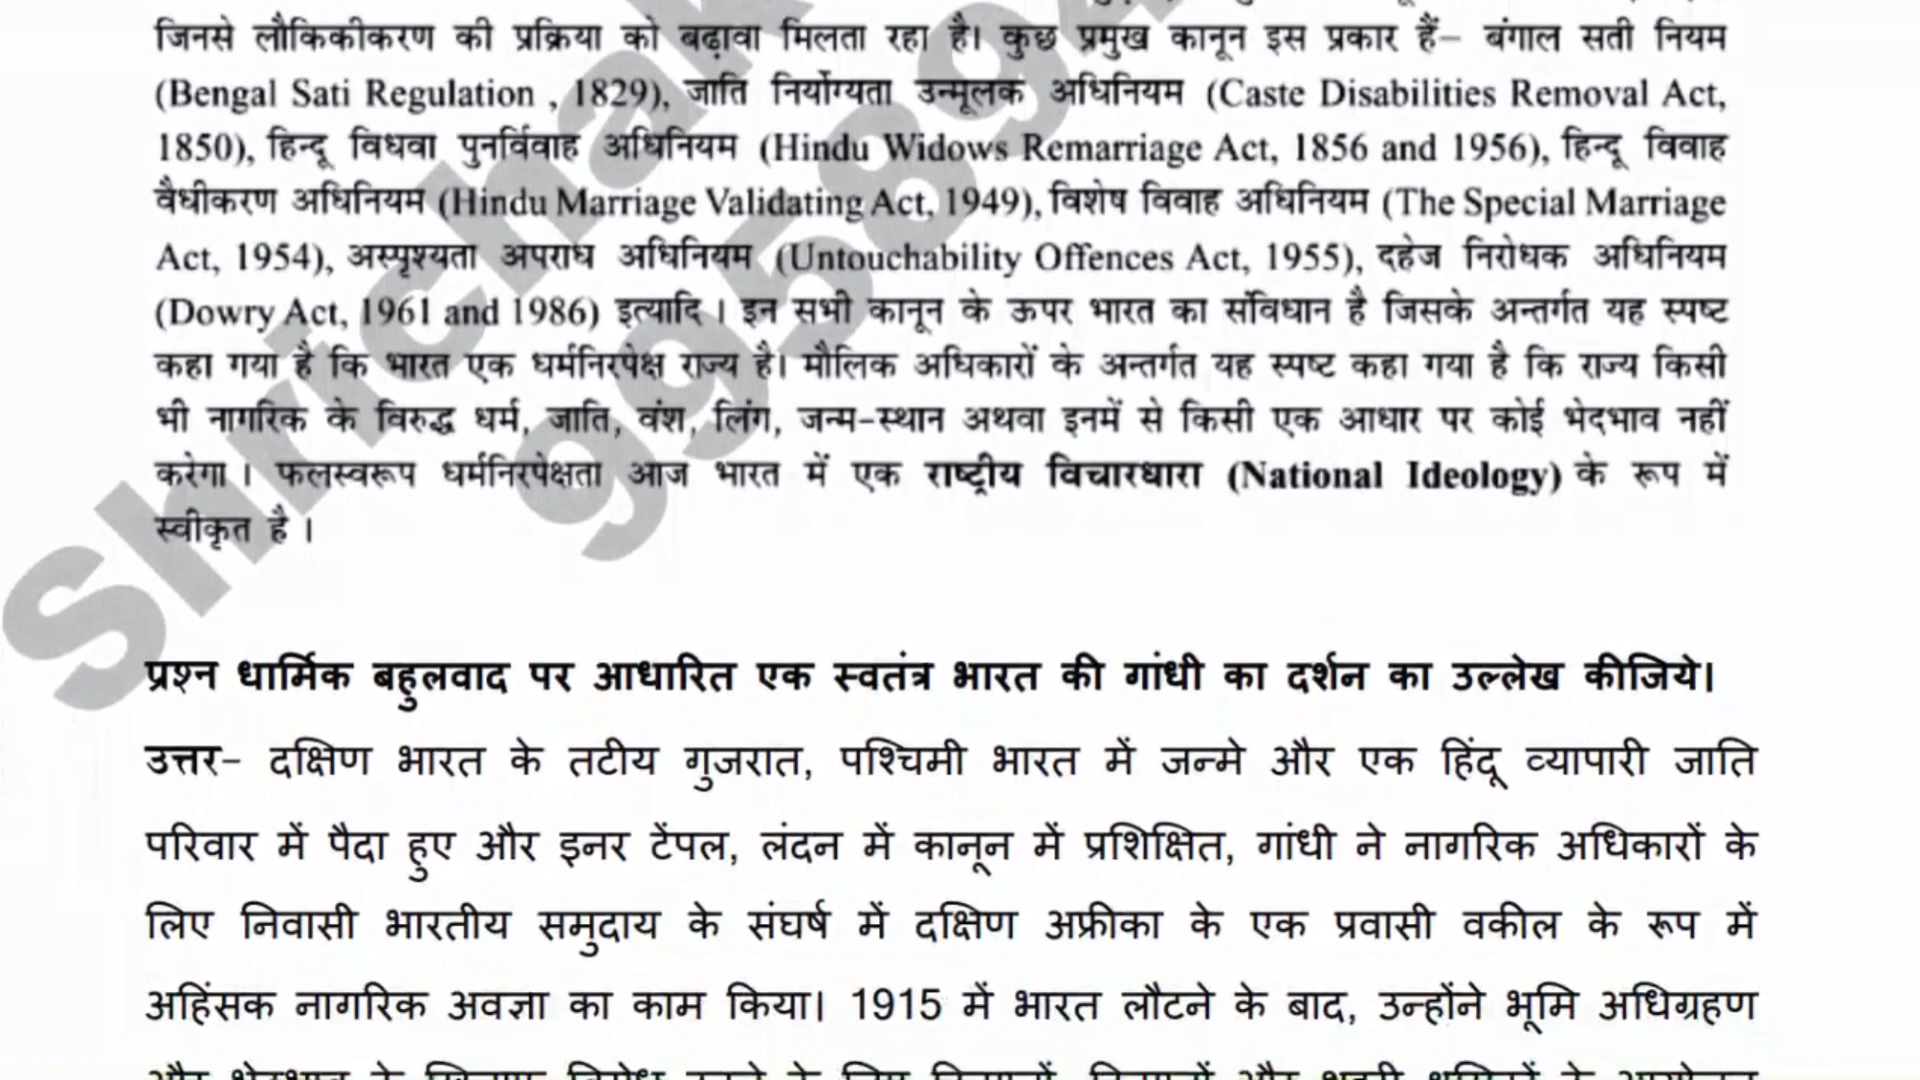 जिनसे लौकिकीकरण की प्रक्रिया को बढ़ावा मिलता रहा है। कुछ प्रमुख कानून इस प्रकार हैं– बंगाल सती नियम
(Bengal Sati Regulation , 1829), जाति निर्योग्यता उन्मूलक अधिनियम (Caste Disabilities Removal Act,
1850), हिन्दू विधवा पुनर्विवाह अधिनियम (Hindu Widows Remarriage Act, 1856 and 1956), हिन्दू विवाह
वैधीकरण अधिनियम (Hindu Marriage Validating Act, 1949), विशेष विवाह अधिनियम (The Special Marriage
Act, 1954), अस्पृश्यता अपराध अधिनियम (Untouchability Offences Act, 1955), दहेज निरोधक अधिनियम
(Dowry Act, 1961 and 1986) इत्यादि । इन सभी कानून के ऊपर भारत का संविधान है जिसके अन्तर्गत यह स्पष्ट
कहा गया है कि भारत एक धर्मनिरपेक्ष राज्य है। मौलिक अधिकारों के अन्तर्गत यह स्पष्ट कहा गया है कि राज्य किसी
भी नागरिक के विरुद्ध धर्म, जाति, वंश, लिंग, जन्म-स्थान अथवा इनमें से किसी एक आधार पर कोई भेदभाव नहीं
करेगा । फलस्वरूप धर्मनिरपेक्षता आज भारत में एक राष्ट्रीय विचारधारा (National Ideology) के रूप में
स्वीकृत है ।
प्रश्न धार्मिक बहुलवाद पर आधारित एक स्वतंत्र भारत की गांधी का दर्शन का उल्लेख कीजिये।
उत्तर– दक्षिण भारत के तटीय गुजरात, पश्चिमी भारत में जन्मे और एक हिंदू व्यापारी जाति
परिवार में पैदा हुए और इनर टेंपल, लंदन में कानून में प्रशिक्षित, गांधी ने नागरिक अधिकारों के
लिए निवासी भारतीय समुदाय के संघर्ष में दक्षिण अफ्रीका के एक प्रवासी वकील के रूप में
अहिंसक नागरिक अवज्ञा का काम किया। 1915 में भारत लौटने के बाद, उन्होंने भूमि अधिग्रहण